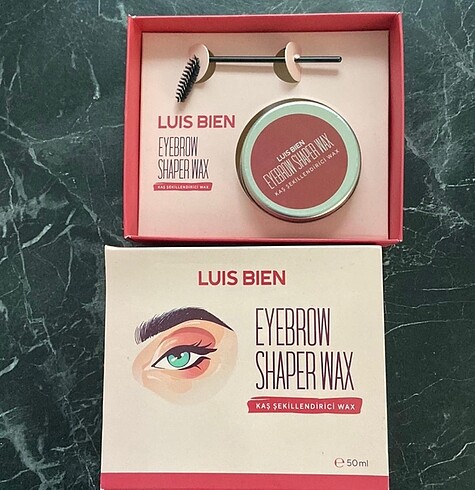 LUIS BIEN
EYEBROW
SHAPER WAX
KAŞ ŞEKİLLENDİRİCİ WAX
LUIS BIEN
EYEBROW SHAPER WAX
KAŞ ŞEKİLLENDİRİCİ WAX
LUIS BIEN
EYEBROW
SHAPER WAX
KAŞ ŞEKİLLENDİRİCİ WAX
℮ 50ml